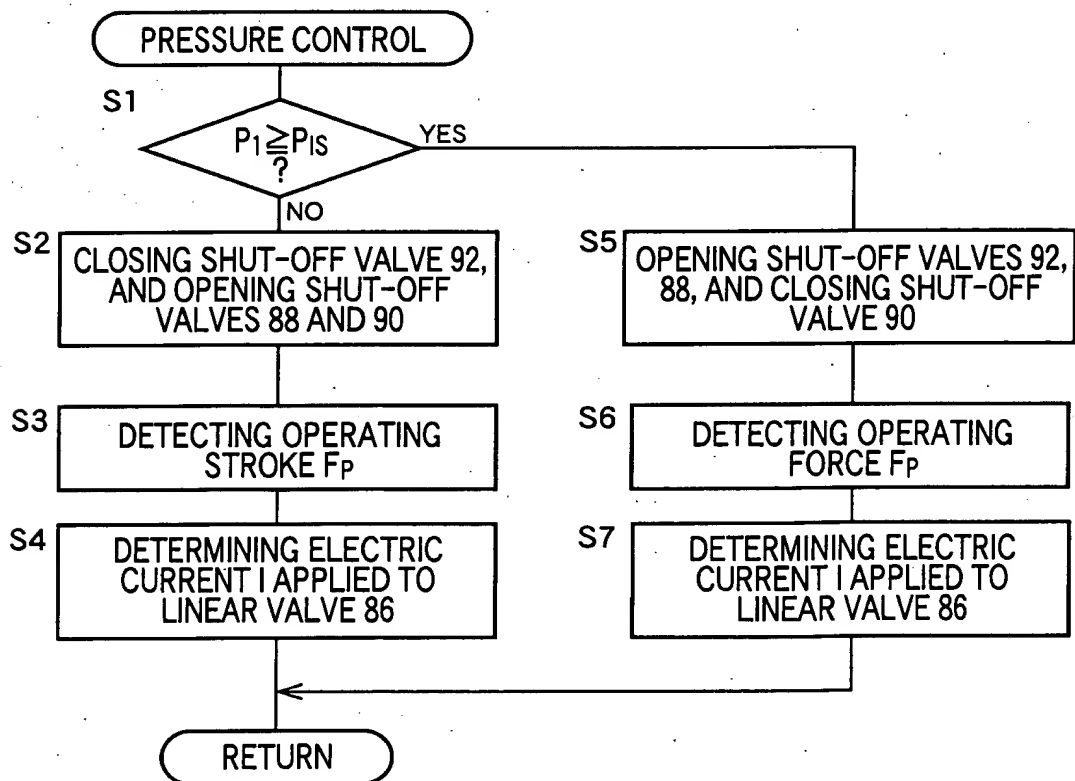 PRESSURE CONTROL
S1
P1≧PIS
?
YES
NO
S2
CLOSING SHUT-OFF VALVE 92,
AND OPENING SHUT-OFF
VALVES 88 AND 90
S3
DETECTING OPERATING
STROKE FP
S4
DETERMINING ELECTRIC
CURRENT I APPLIED TO
LINEAR VALVE 86
S5
OPENING SHUT-OFF VALVES 92,
88, AND CLOSING SHUT-OFF
VALVE 90
S6
DETECTING OPERATING
FORCE FP
S7
DETERMINING ELECTRIC
CURRENT I APPLIED TO
LINEAR VALVE 86
RETURN